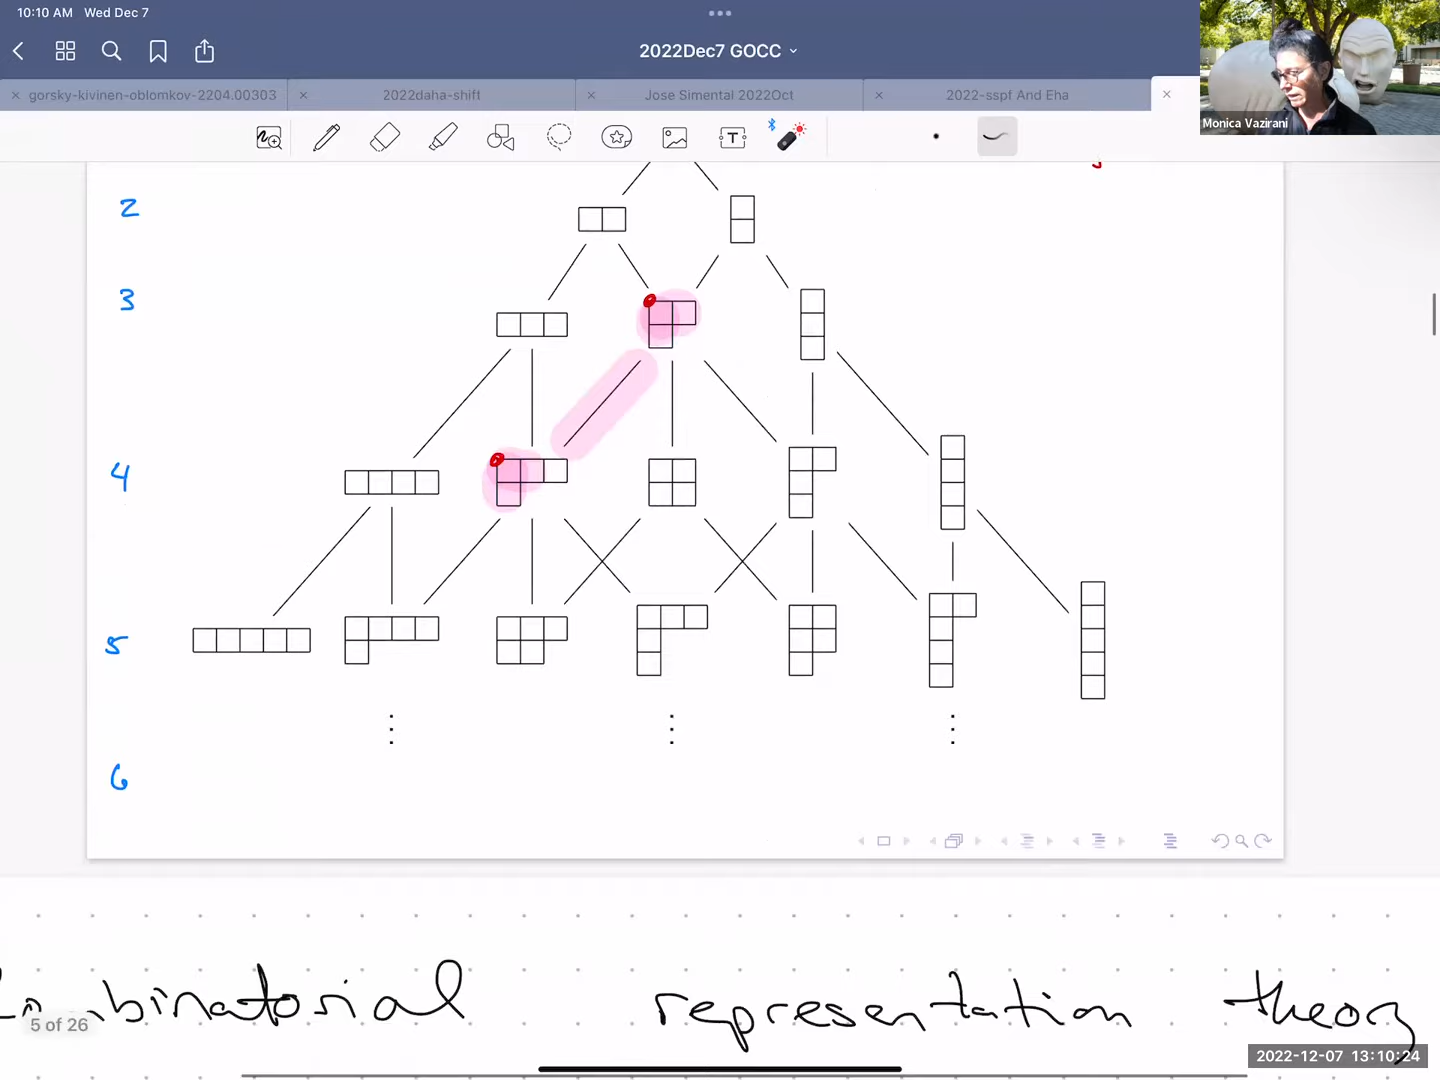 10:10 AM Wed Dec 7
2022Dec7 GOCC
gorsky-kivinen-oblomkov-2204.00303
2022daha-shift
Jose Simental 2022Oct
2022-sspf And Eha
Monica Vazirani
2
3
4
5
6
Combinatorial representation theory
5 of 26
2022-12-07 13:10:24